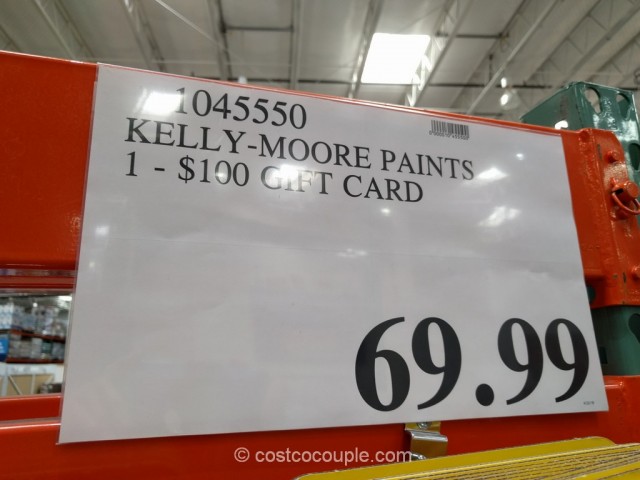 1045550
KELLY-MOORE PAINTS
1 - $100 GIFT CARD
69.99
© costcocouple.com